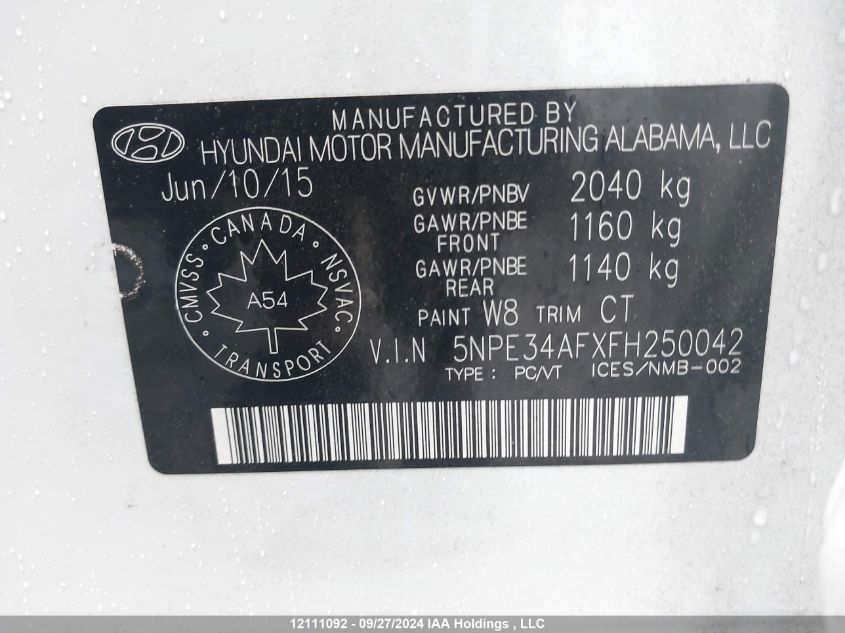 MANUFACTURED BY
HYUNDAI MOTOR MANUFACTURING ALABAMA, LLC
Jun/10/15
GVWR/PNBV 2040 kg
GAWR/PNBE FRONT 1160 kg
GAWR/PNBE REAR 1140 kg
PAINT W8 TRIM CT
CMVSS · CANADA · NSVAC · TRANSPORT ·
A54
V.I.N 5NPE34AFXFH250042
TYPE : PC/VT ICES/NMB-002
12111092 - 09/27/2024 IAA Holdings , LLC